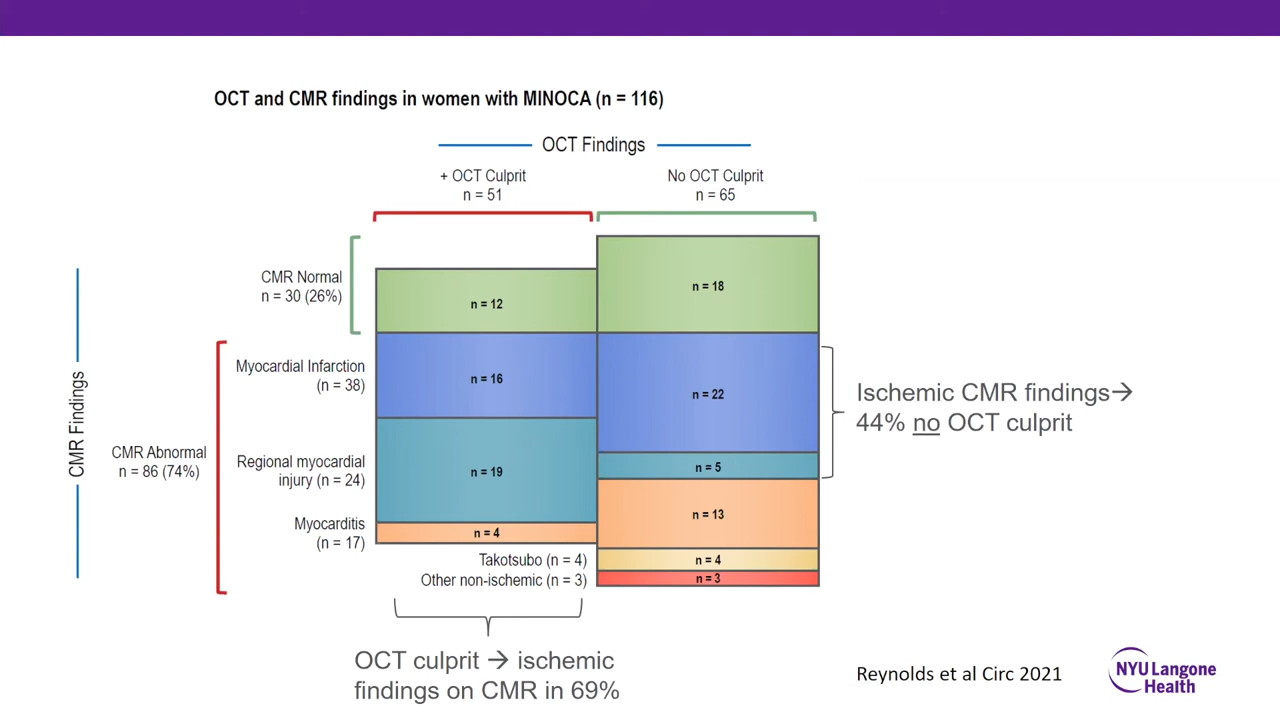 OCT and CMR findings in women with MINOCA (n = 116)
OCT Findings
+ OCT Culprit
n = 51
No OCT Culprit
n = 65
CMR Findings
CMR Normal
n = 30 (26%)
n = 12
n = 18
CMR Abnormal
n = 86 (74%)
Myocardial Infarction
(n = 38)
n = 16
n = 22
Regional myocardial
injury (n = 24)
n = 19
n = 5
Myocarditis
(n = 17)
n = 4
n = 13
Takotsubo (n = 4)
n = 4
Other non-ischemic (n = 3)
n = 3
Ischemic CMR findings→
44% no OCT culprit
OCT culprit → ischemic
findings on CMR in 69%
Reynolds et al Circ 2021
NYU Langone
Health